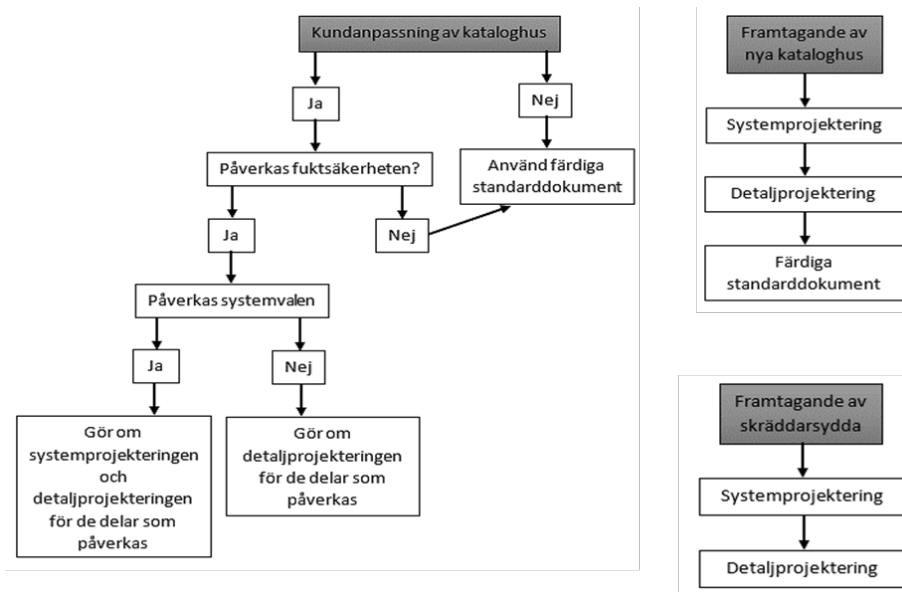 Kundanpassning av kataloghus
Ja
Nej
Påverkas fuktsäkerheten?
Använd färdiga
standarddokument
Ja
Nej
Påverkas systemvalen
Ja
Nej
Gör om
systemprojekteringen
och
detaljprojekteringen
för de delar som
påverkas
Gör om
detaljprojekteringen
för de delar som
påverkas
Framtagande av
nya kataloghus
Systemprojektering
Detaljprojektering
Färdiga
standarddokument
Framtagande av
skräddarsydda
Systemprojektering
Detaljprojektering